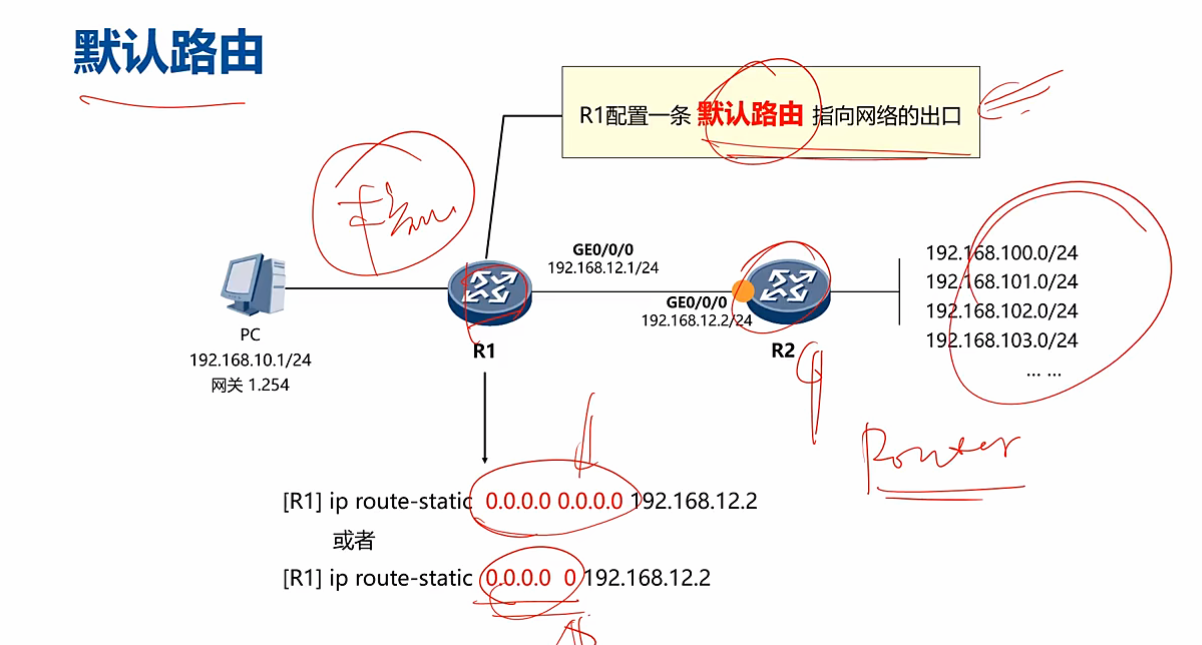 默认路由
R1配置一条 默认路由 指向网络的出口
GE0/0/0
192.168.12.1/24
GE0/0/0
192.168.12.2/24
192.168.100.0/24
192.168.101.0/24
192.168.102.0/24
192.168.103.0/24
... ...
PC
192.168.10.1/24
网关 1.254
R1
R2
Router
[R1] ip route-static 0.0.0.0 0.0.0.0 192.168.12.2
或者
[R1] ip route-static 0.0.0.0 0 192.168.12.2